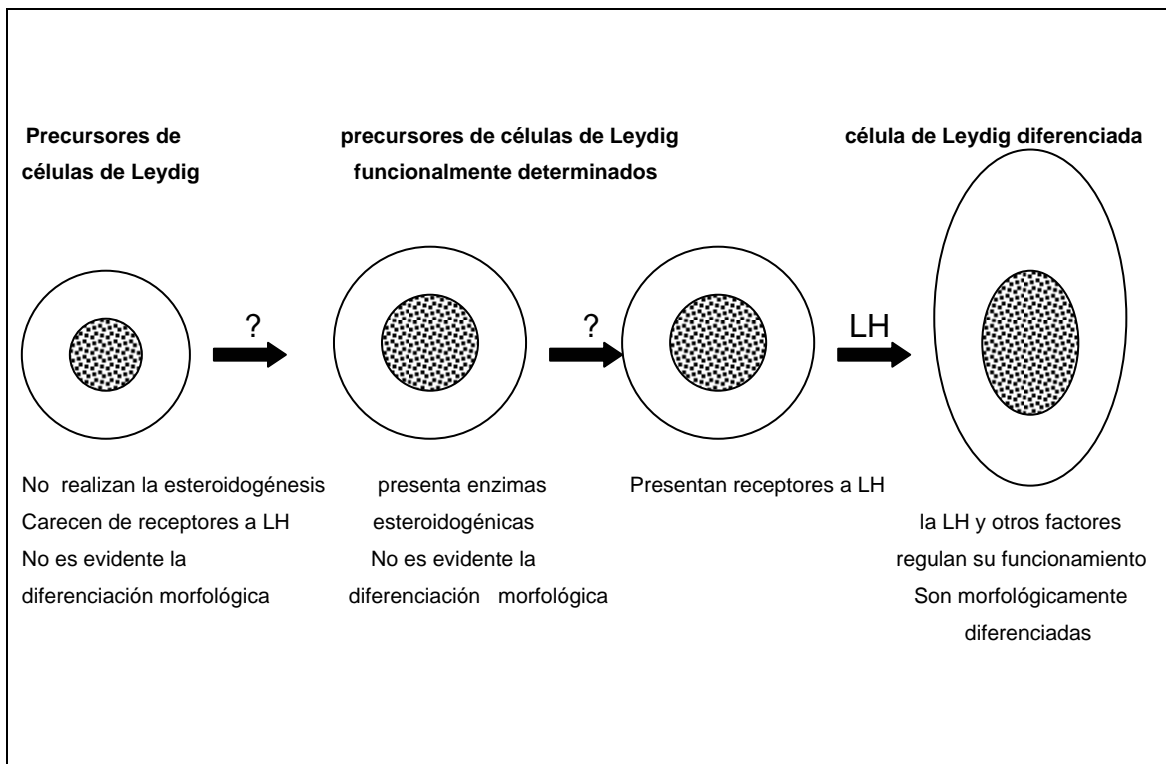 Precursores de
células de Leydig
precursores de células de Leydig
funcionalmente determinados
célula de Leydig diferenciada
?
?
LH
No realizan la esteroidogénesis
Carecen de receptores a LH
No es evidente la
diferenciación morfológica
presenta enzimas
esteroidogénicas
No es evidente la
diferenciación morfológica
Presentan receptores a LH
la LH y otros factores
regulan su funcionamiento
Son morfológicamente
diferenciadas